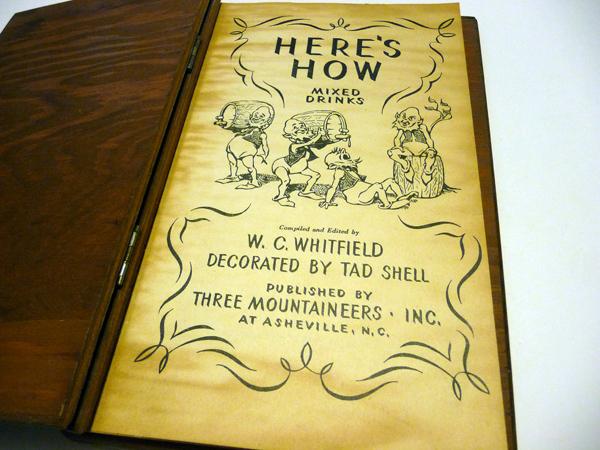 HERE'S
HOW
MIXED
DRINKS
Compiled and Edited by
W. C. WHITFIELD
DECORATED BY TAD SHELL
PUBLISHED BY
THREE MOUNTAINEERS · INC.
AT ASHEVILLE, N.C.